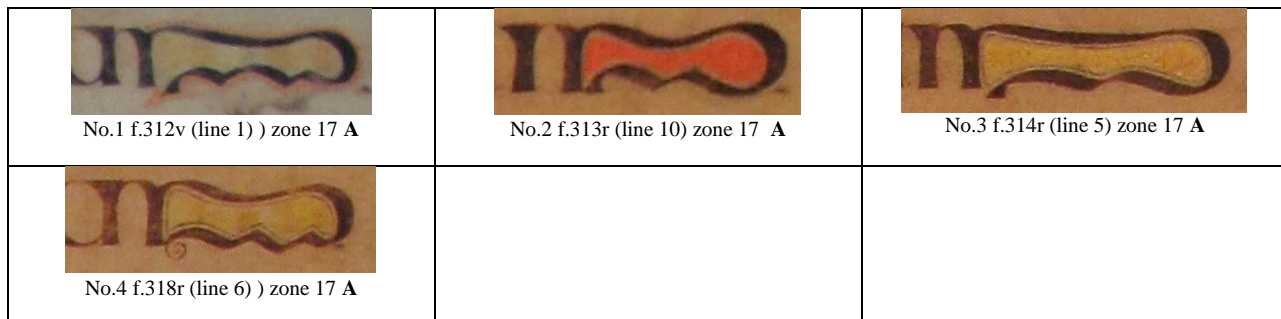 No.1 f.312v (line 1) ) zone 17 A
No.2 f.313r (line 10) zone 17 A
No.3 f.314r (line 5) zone 17 A
No.4 f.318r (line 6) ) zone 17 A